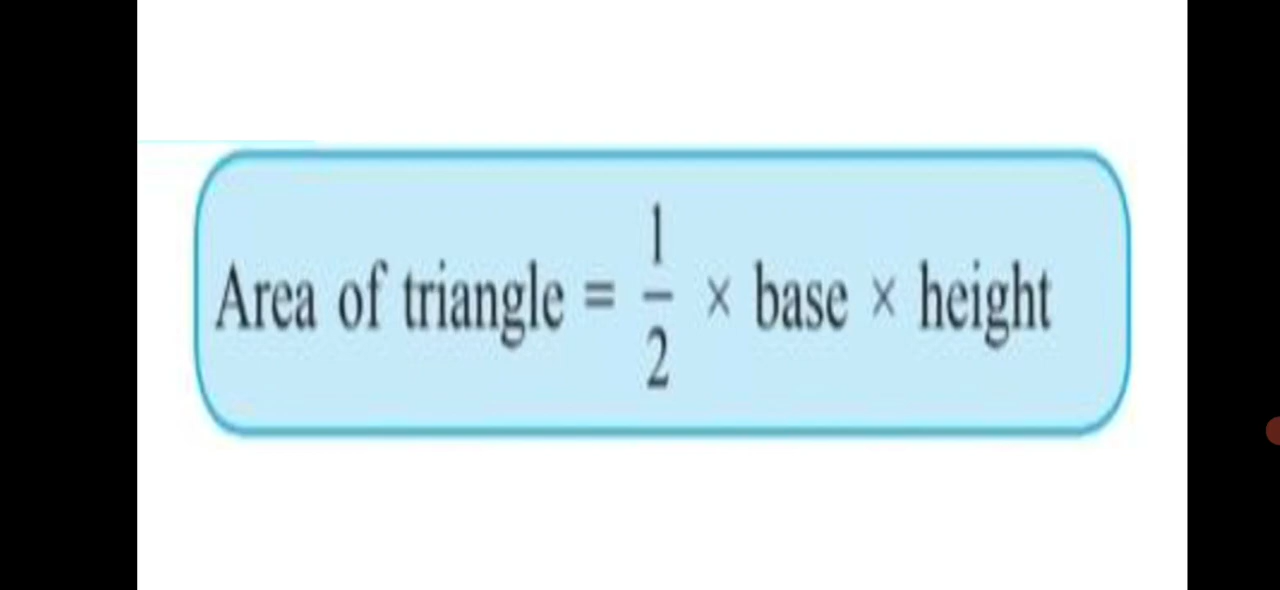 Area of triangle = 1/2 × base × height